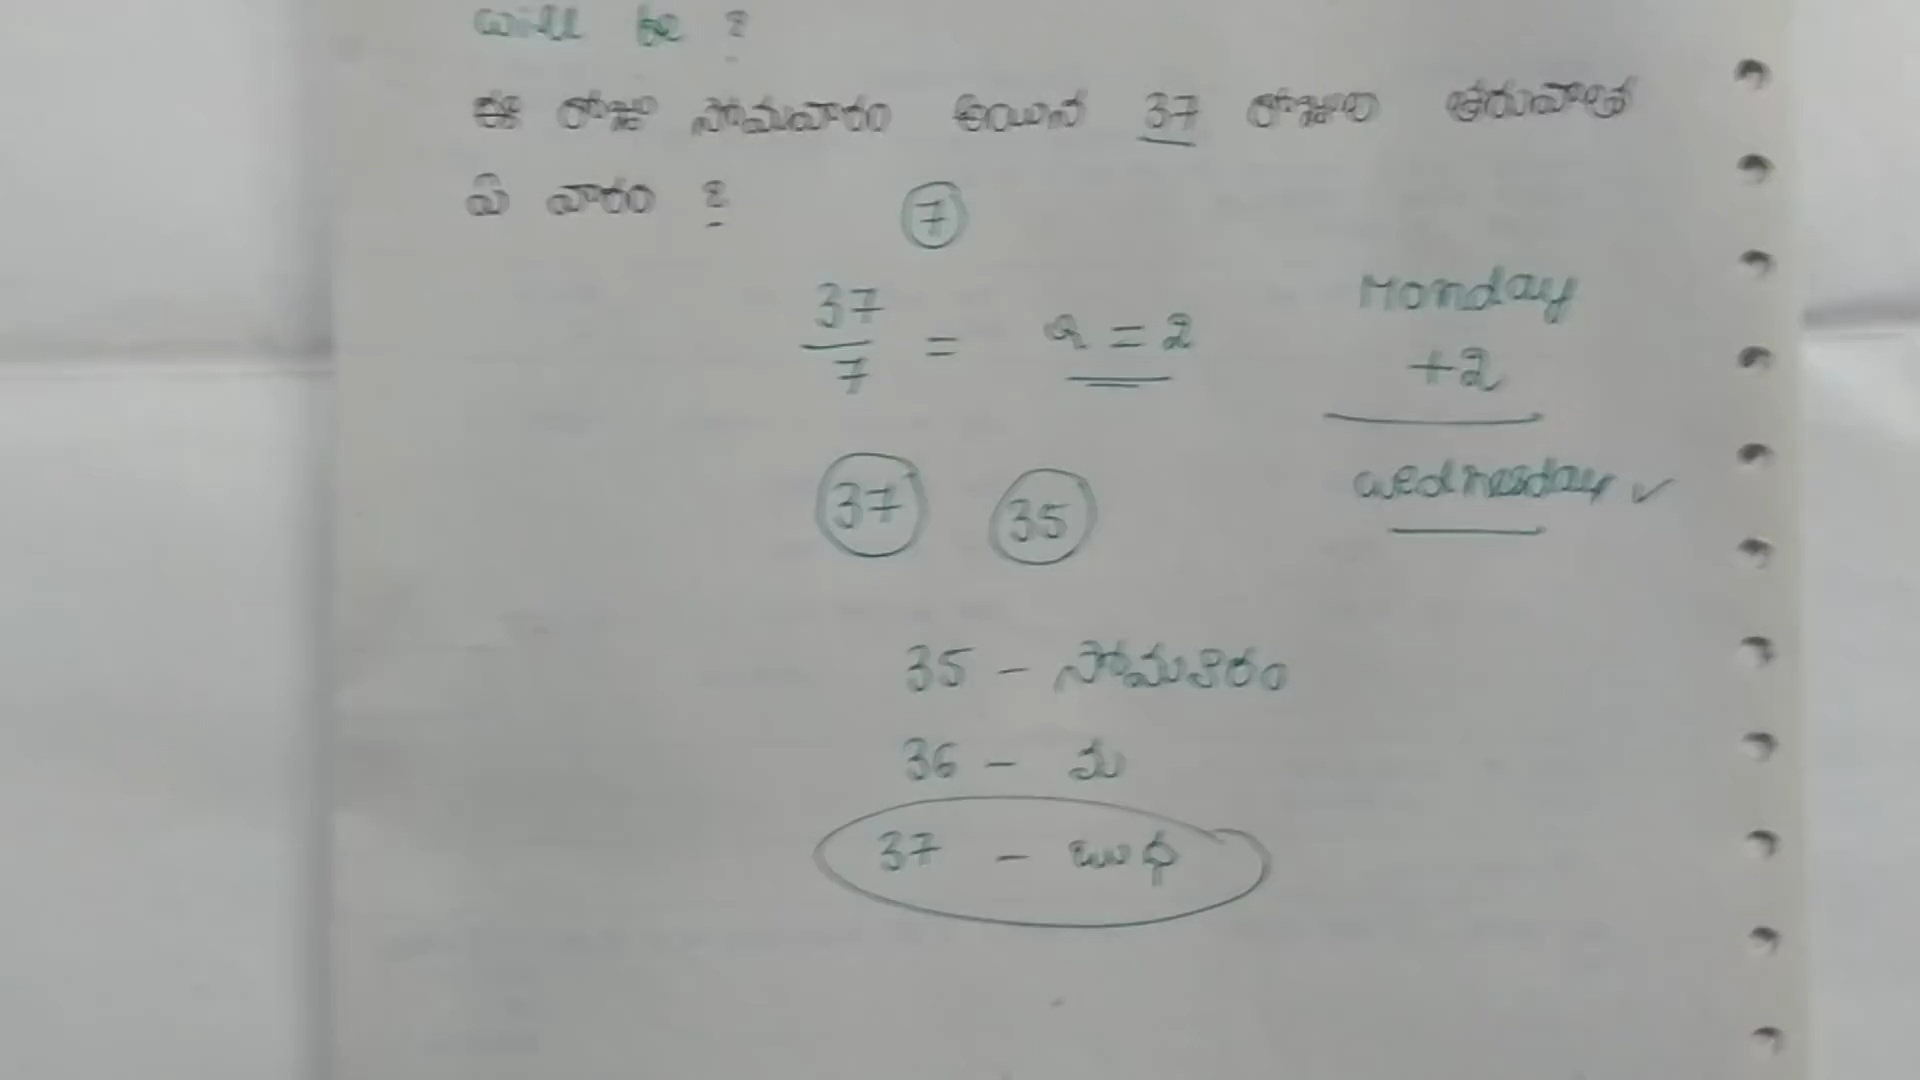 will be ?
ఈ రోజు సోమవారం అయిన 37 రోజుల తరువాత
ఏ వారం ?
7
37/7 = r = 2
Monday
+2
Wednesday ✓
37 35
35 - సోమవారం
36 - మ
37 - బుధ